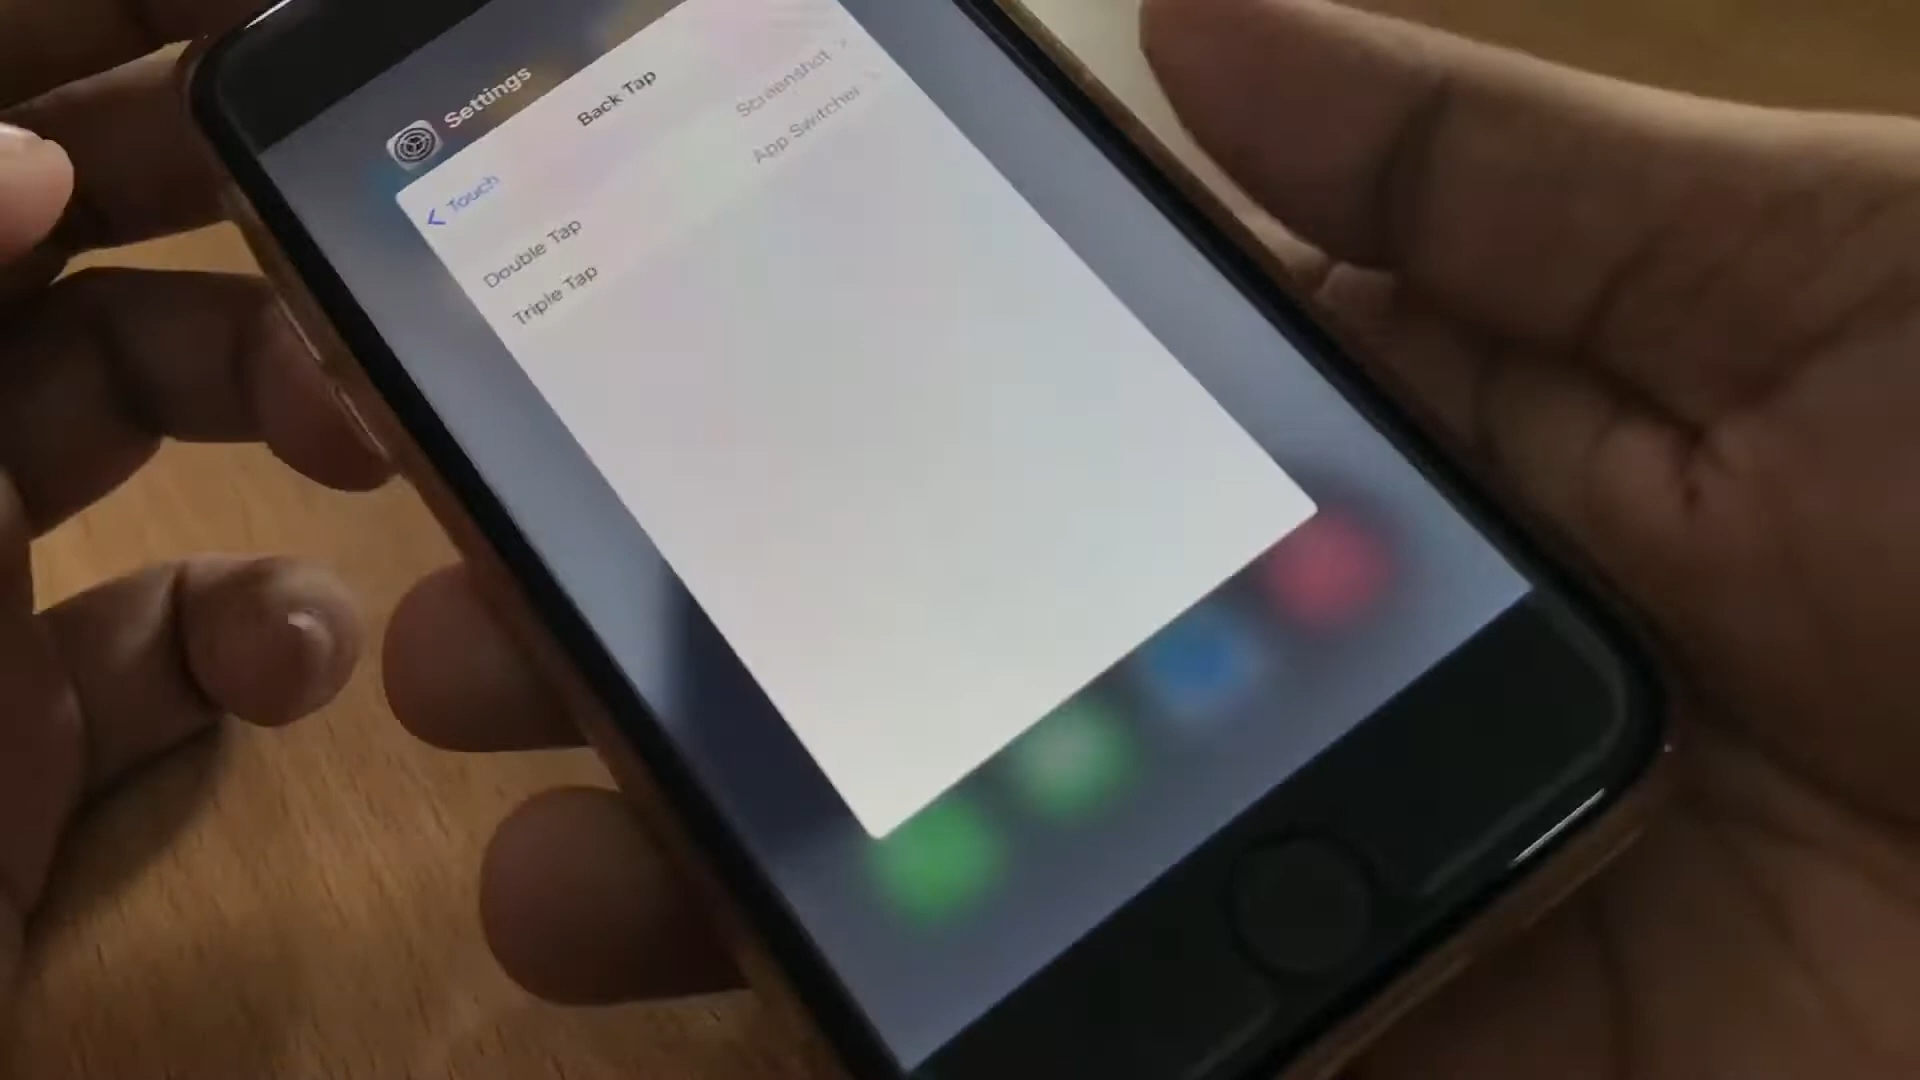 Settings
Back Tap
Touch
Double Tap Screenshot
Triple Tap App Switcher